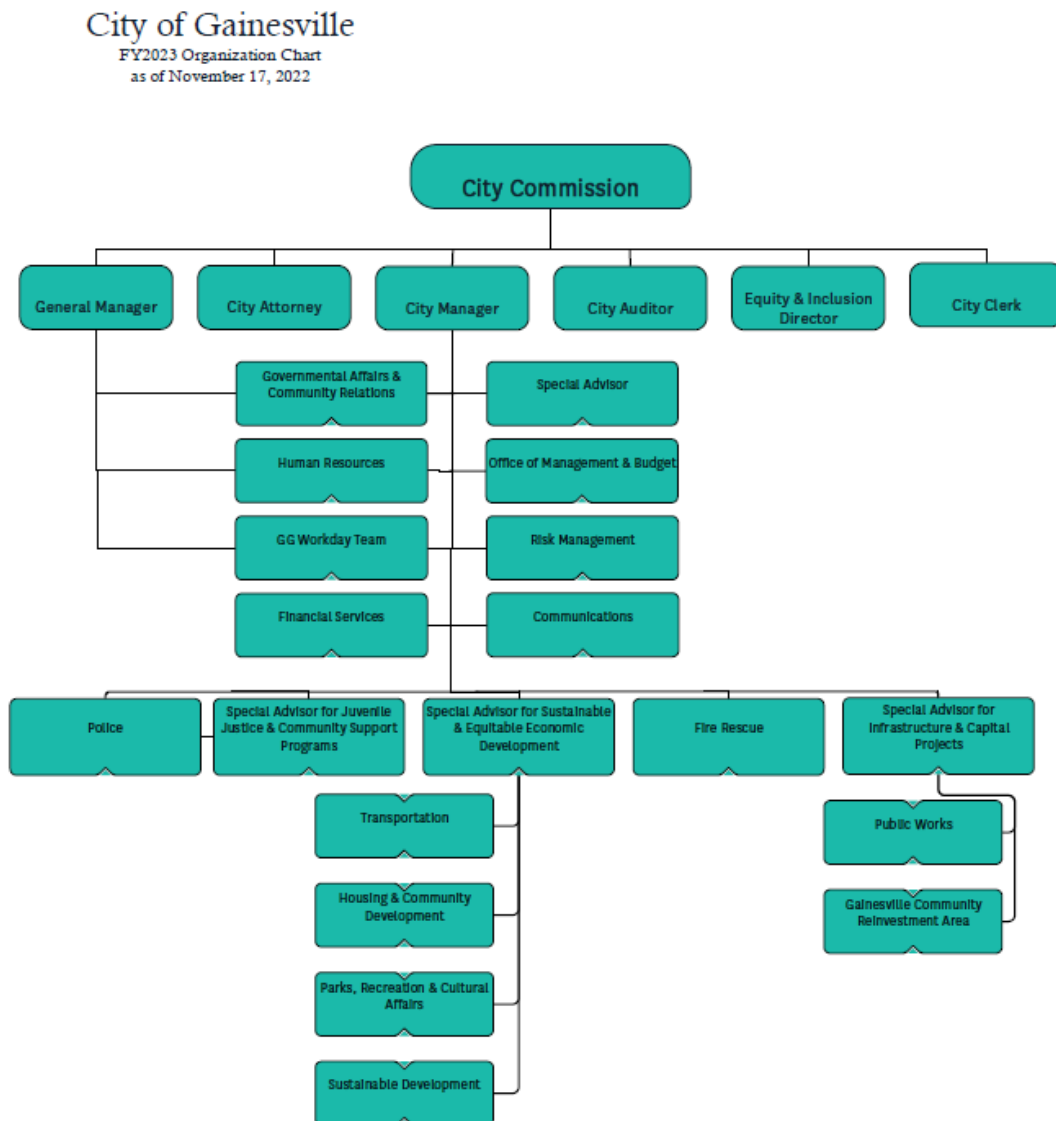 City of Gainesville
FY2023 Organization Chart
as of November 17, 2022
City Commission
General Manager
City Attorney
City Manager
City Auditor
Equity & Inclusion
Director
City Clerk
Governmental Affairs &
Community Relations
Special Advisor
Human Resources
Office of Management & Budget
GG Workday Team
Risk Management
Financial Services
Communications
Police
Special Advisor for Juvenile
Justice & Community Support
Programs
Special Advisor for Sustainable
& Equitable Economic
Development
Fire Rescue
Special Advisor for
Infrastructure & Capital
Projects
Transportation
Public Works
Housing & Community
Development
Gainesville Community
Reinvestment Area
Parks, Recreation & Cultural
Affairs
Sustainable Development